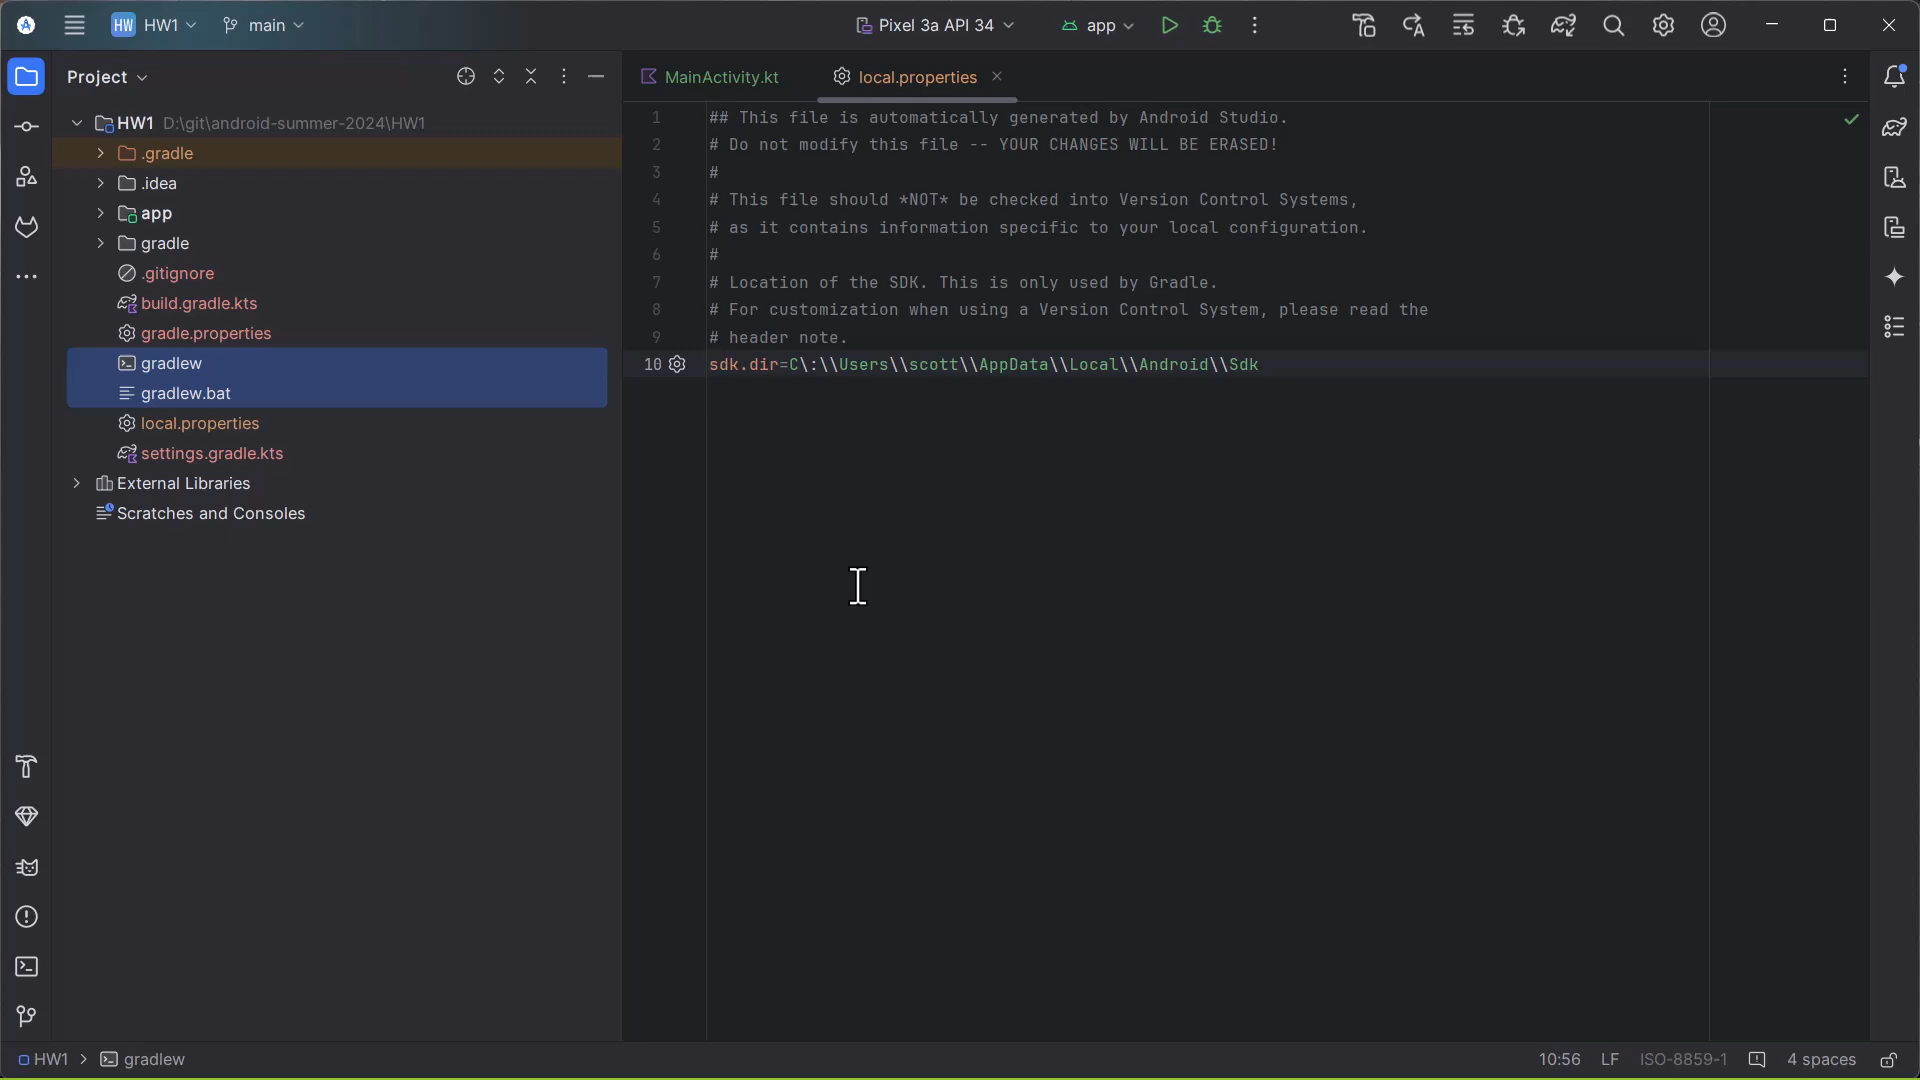 HW HW1 main Pixel 3a API 34 app
Project
MainActivity.kt local.properties
HW1 D:\git\android-summer-2024\HW1
.gradle
.idea
app
gradle
.gitignore
build.gradle.kts
gradle.properties
gradlew
gradlew.bat
local.properties
settings.gradle.kts
External Libraries
Scratches and Consoles
1 ## This file is automatically generated by Android Studio.
2 # Do not modify this file -- YOUR CHANGES WILL BE ERASED!
3 #
4 # This file should *NOT* be checked into Version Control Systems,
5 # as it contains information specific to your local configuration.
6 #
7 # Location of the SDK. This is only used by Gradle.
8 # For customization when using a Version Control System, please read the
9 # header note.
10 sdk.dir=C\:\\Users\\scott\\AppData\\Local\\Android\\Sdk
HW1 > gradlew
10:56 LF ISO-8859-1 4 spaces